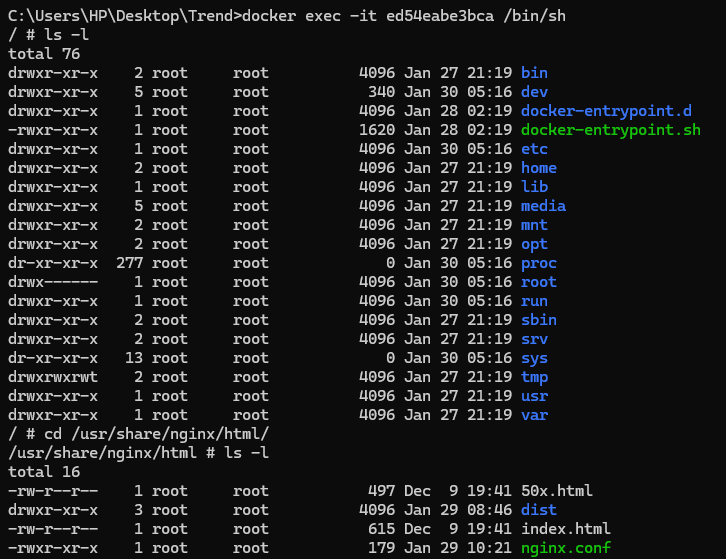 C:\Users\HP\Desktop\Trend>docker exec -it ed54eabe3bca /bin/sh
/ # ls -l
total 76
drwxr-xr-x    2 root     root          4096 Jan 27 21:19 bin
drwxr-xr-x    5 root     root           340 Jan 30 05:16 dev
drwxr-xr-x    1 root     root          4096 Jan 28 02:19 docker-entrypoint.d
-rwxr-xr-x    1 root     root          1620 Jan 28 02:19 docker-entrypoint.sh
drwxr-xr-x    1 root     root          4096 Jan 30 05:16 etc
drwxr-xr-x    2 root     root          4096 Jan 27 21:19 home
drwxr-xr-x    1 root     root          4096 Jan 27 21:19 lib
drwxr-xr-x    5 root     root          4096 Jan 27 21:19 media
drwxr-xr-x    2 root     root          4096 Jan 27 21:19 mnt
drwxr-xr-x    2 root     root          4096 Jan 27 21:19 opt
dr-xr-xr-x  277 root     root             0 Jan 30 05:16 proc
drwx------    1 root     root          4096 Jan 30 05:16 root
drwxr-xr-x    1 root     root          4096 Jan 30 05:16 run
drwxr-xr-x    2 root     root          4096 Jan 27 21:19 sbin
drwxr-xr-x    2 root     root          4096 Jan 27 21:19 srv
dr-xr-xr-x   13 root     root             0 Jan 30 05:16 sys
drwxrwxrwt    2 root     root          4096 Jan 27 21:19 tmp
drwxr-xr-x    1 root     root          4096 Jan 27 21:19 usr
drwxr-xr-x    1 root     root          4096 Jan 27 21:19 var
/ # cd /usr/share/nginx/html/
/usr/share/nginx/html # ls -l
total 16
-rw-r--r--    1 root     root           497 Dec  9 19:41 50x.html
drwxr-xr-x    3 root     root          4096 Jan 29 08:46 dist
-rw-r--r--    1 root     root           615 Dec  9 19:41 index.html
-rwxr-xr-x    1 root     root           179 Jan 29 10:21 nginx.conf